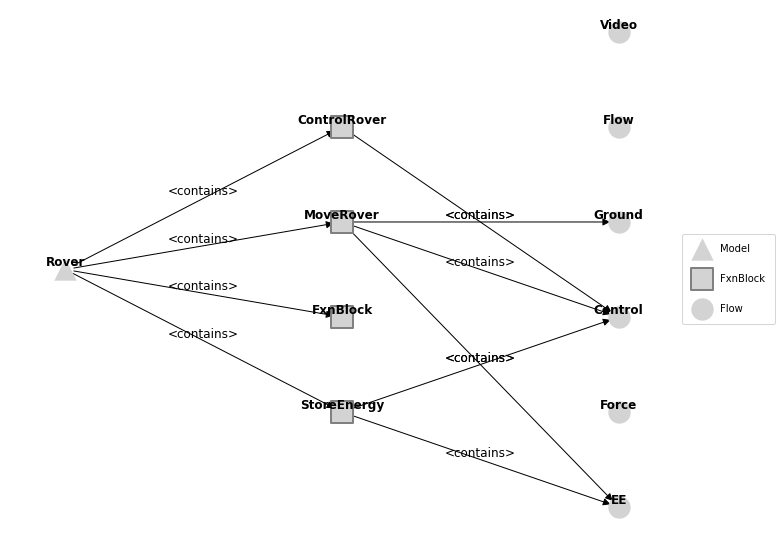 Video
ControlRover
Flow
<contains>
MoveRover
<contains>
Ground
<contains>
Rover
<contains>
Model
<contains>
FxnBlock
FxnBlock
Control
Flow
<contains>
<contains>
StoreEnergy
Force
<contains>
EE